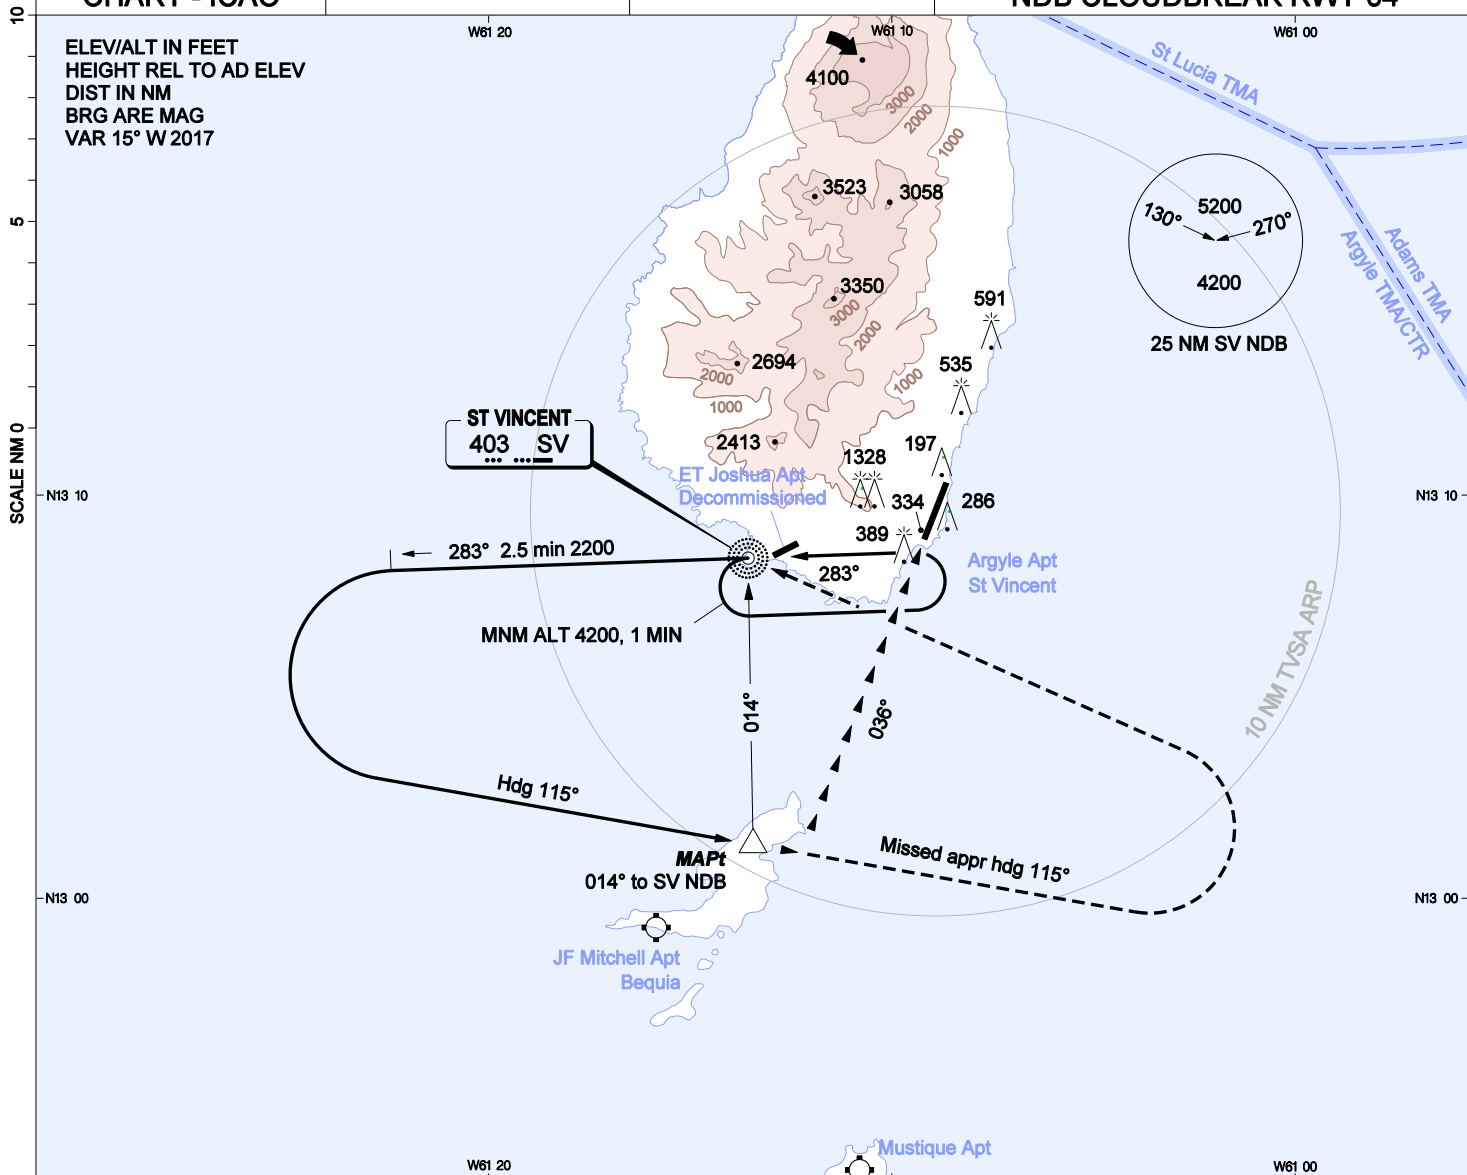 CHART - ICAO
NDB CLOUDBREAK RWY 04
10
W61 20
W61 10
W61 00
ELEV/ALT IN FEET
HEIGHT REL TO AD ELEV
DIST IN NM
BRG ARE MAG
VAR 15° W 2017
St Lucia TMA
4100
3000
2000
1000
3523
3058
5
5200
130°
270°
4200
25 NM SV NDB
Adams TMA
Argyle TMA/CTR
3350
3000
2000
591
535
2694
2000
1000
1000
ST VINCENT
403 SV
2413
197
1328
ET Joshua Apt
Decommissioned
334
286
389
SCALE NM 0
N13 10
N13 10
283° 2.5 min 2200
283°
Argyle Apt
St Vincent
MNM ALT 4200, 1 MIN
10 NM TVSA ARP
014°
036°
Hdg 115°
MAPt
014° to SV NDB
Missed appr hdg 115°
N13 00
N13 00
JF Mitchell Apt
Bequia
Mustique Apt
W61 20
W61 00